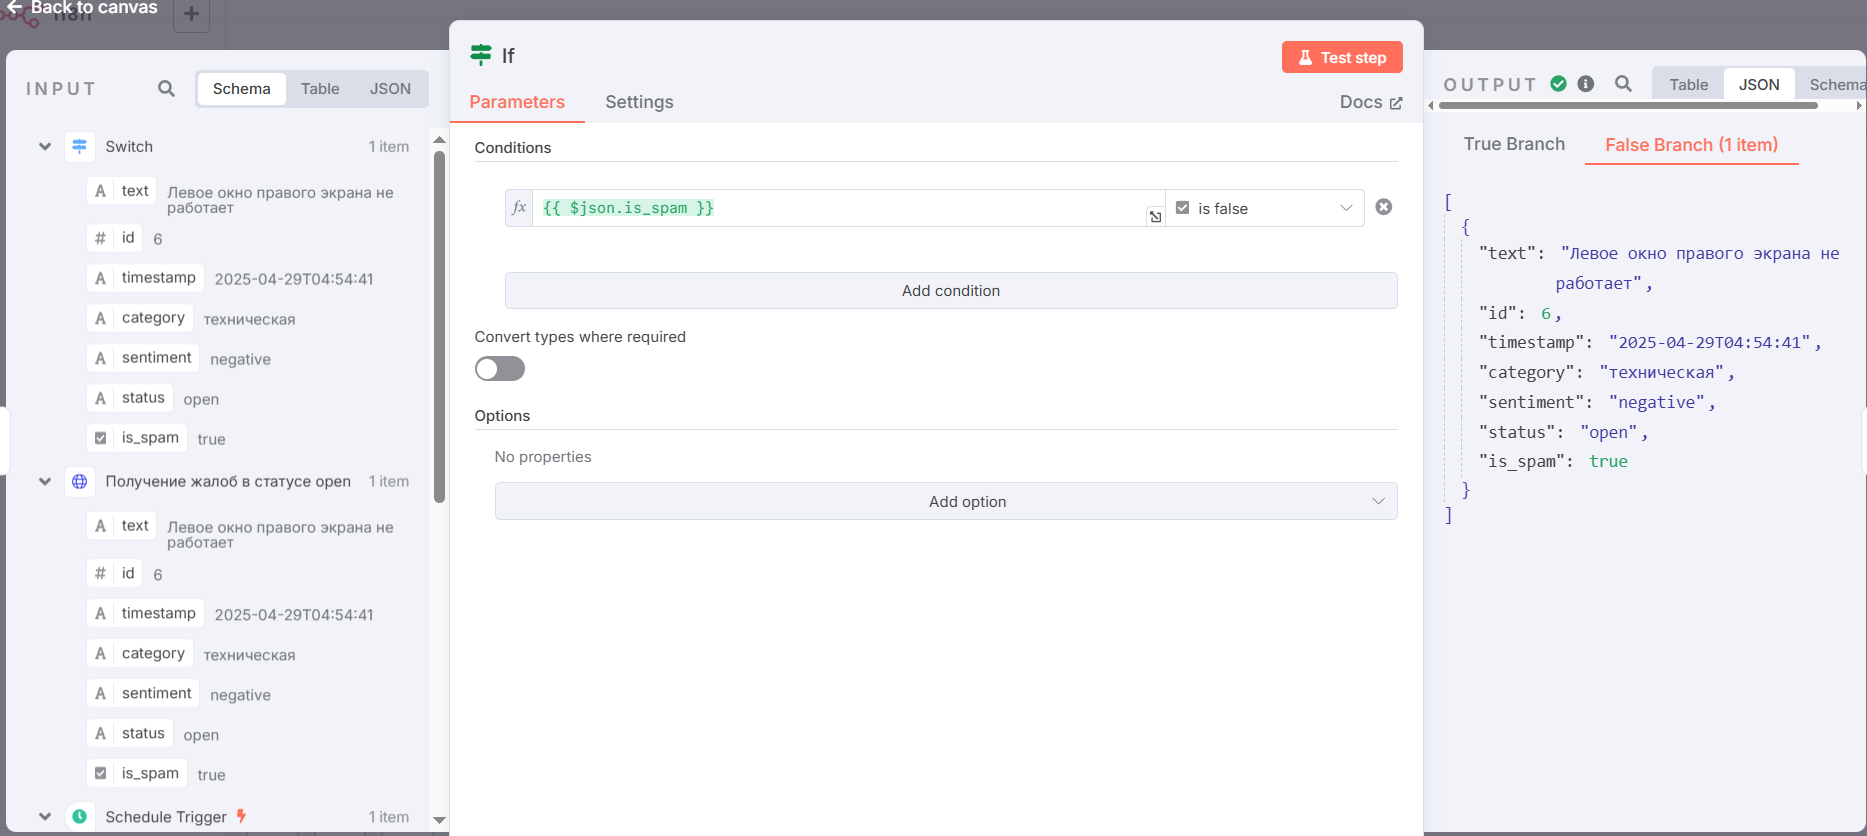 Back to canvas
n8n
INPUT
Schema
Table
JSON
Switch
1 item
A text Левое окно правого экрана не
работает
# id 6
A timestamp 2025-04-29T04:54:41
A category техническая
A sentiment negative
A status open
is_spam true
Получение жалоб в статусе open
1 item
A text Левое окно правого экрана не
работает
# id 6
A timestamp 2025-04-29T04:54:41
A category техническая
A sentiment negative
A status open
is_spam true
Schedule Trigger
1 item
If
Test step
Parameters
Settings
Docs
Conditions
fx {{ $json.is_spam }}
is false
Add condition
Convert types where required
Options
No properties
Add option
OUTPUT
Table
JSON
Schema
True Branch
False Branch (1 item)
[
{
"text": "Левое окно правого экрана не
работает",
"id": 6,
"timestamp": "2025-04-29T04:54:41",
"category": "техническая",
"sentiment": "negative",
"status": "open",
"is_spam": true
}
]